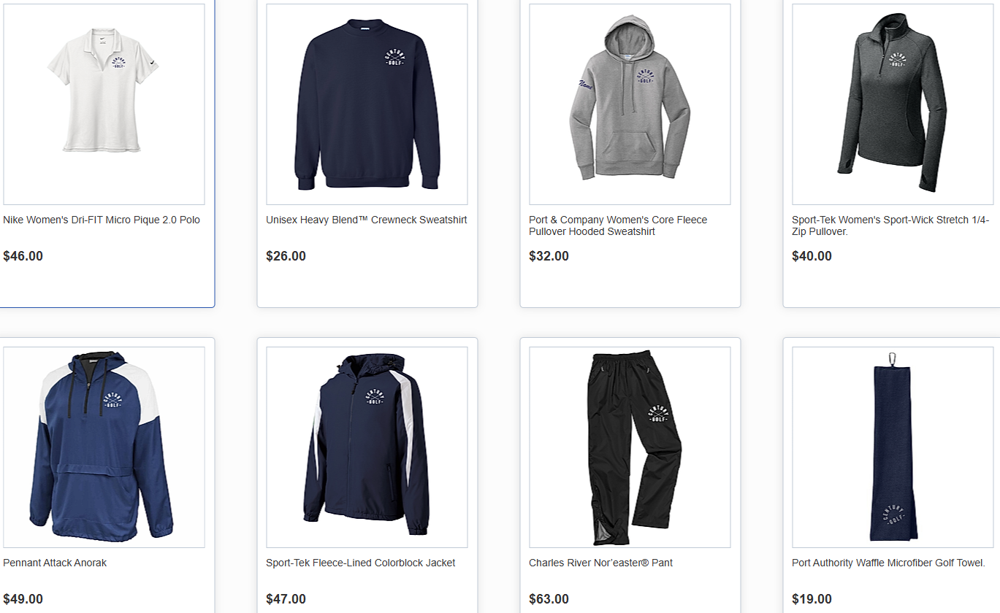 CENTURY
-GOLF-
CENTURY
-GOLF-
Name
CENTURY
-GOLF-
CENTURY
-GOLF-
Nike Women's Dri-FIT Micro Pique 2.0 Polo
Unisex Heavy Blend™ Crewneck Sweatshirt
Port & Company Women's Core Fleece
Pullover Hooded Sweatshirt
Sport-Tek Women's Sport-Wick Stretch 1/4-
Zip Pullover.
$46.00
$26.00
$32.00
$40.00
CENTURY
-GOLF-
CENTURY
-GOLF-
CENTURY
-GOLF-
CENTURY
-GOLF-
Pennant Attack Anorak
Sport-Tek Fleece-Lined Colorblock Jacket
Charles River Nor’easter® Pant
Port Authority Waffle Microfiber Golf Towel.
$49.00
$47.00
$63.00
$19.00